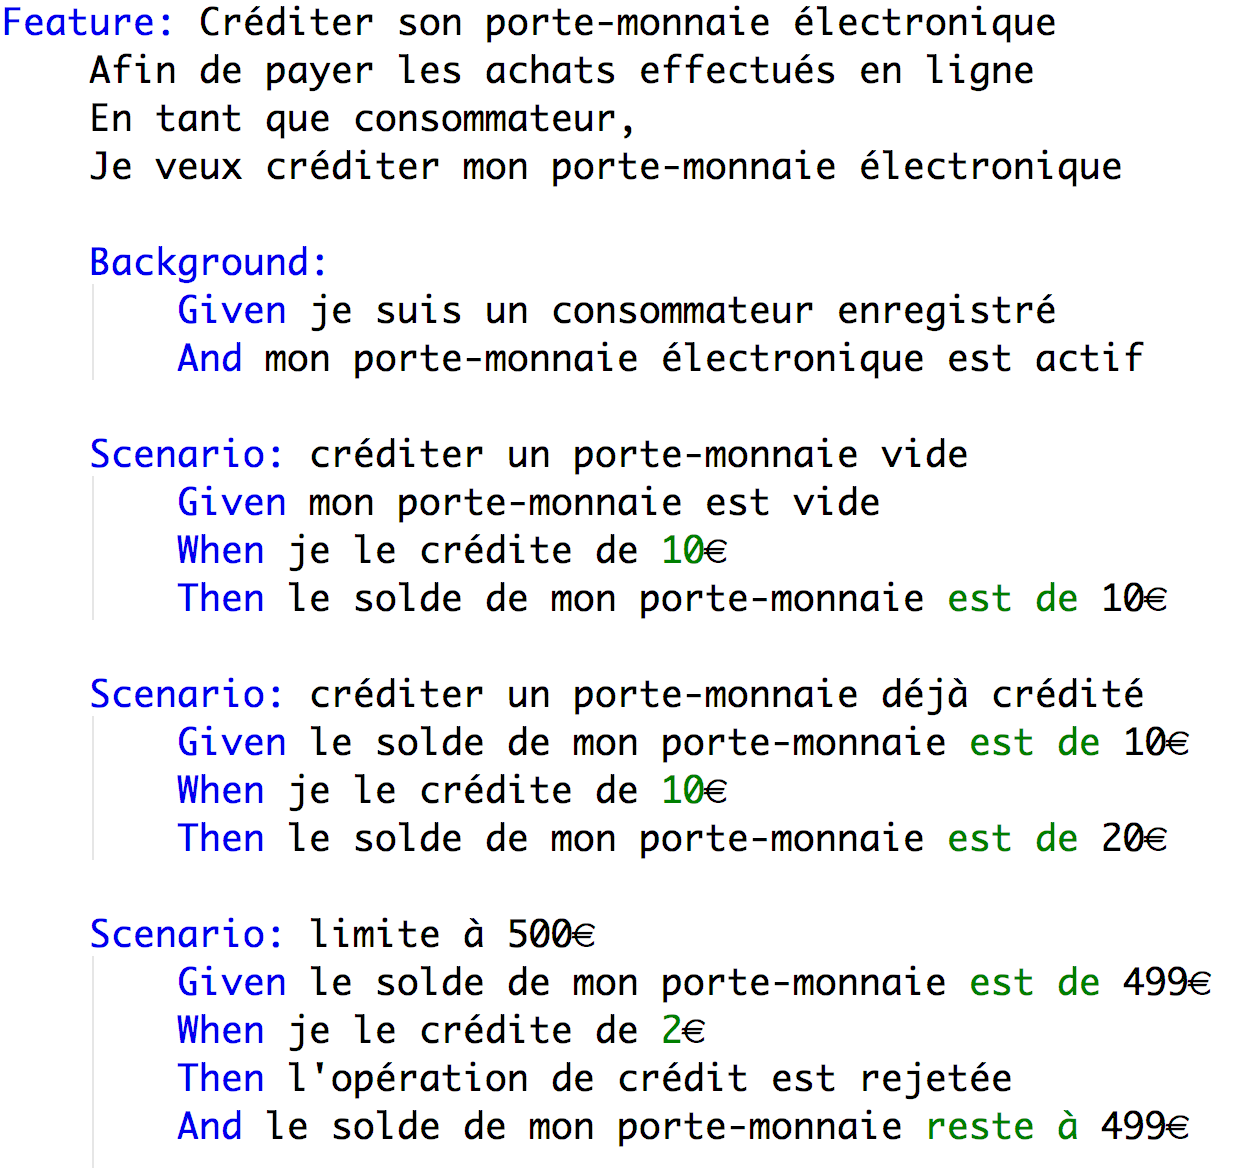 Feature: Créditer son porte-monnaie électronique
Afin de payer les achats effectués en ligne
En tant que consommateur,
Je veux créditer mon porte-monnaie électronique
Background:
Given je suis un consommateur enregistré
And mon porte-monnaie électronique est actif
Scenario: créditer un porte-monnaie vide
Given mon porte-monnaie est vide
When je le crédite de 10€
Then le solde de mon porte-monnaie est de 10€
Scenario: créditer un porte-monnaie déjà crédité
Given le solde de mon porte-monnaie est de 10€
When je le crédite de 10€
Then le solde de mon porte-monnaie est de 20€
Scenario: limite à 500€
Given le solde de mon porte-monnaie est de 499€
When je le crédite de 2€
Then l'opération de crédit est rejetée
And le solde de mon porte-monnaie reste à 499€